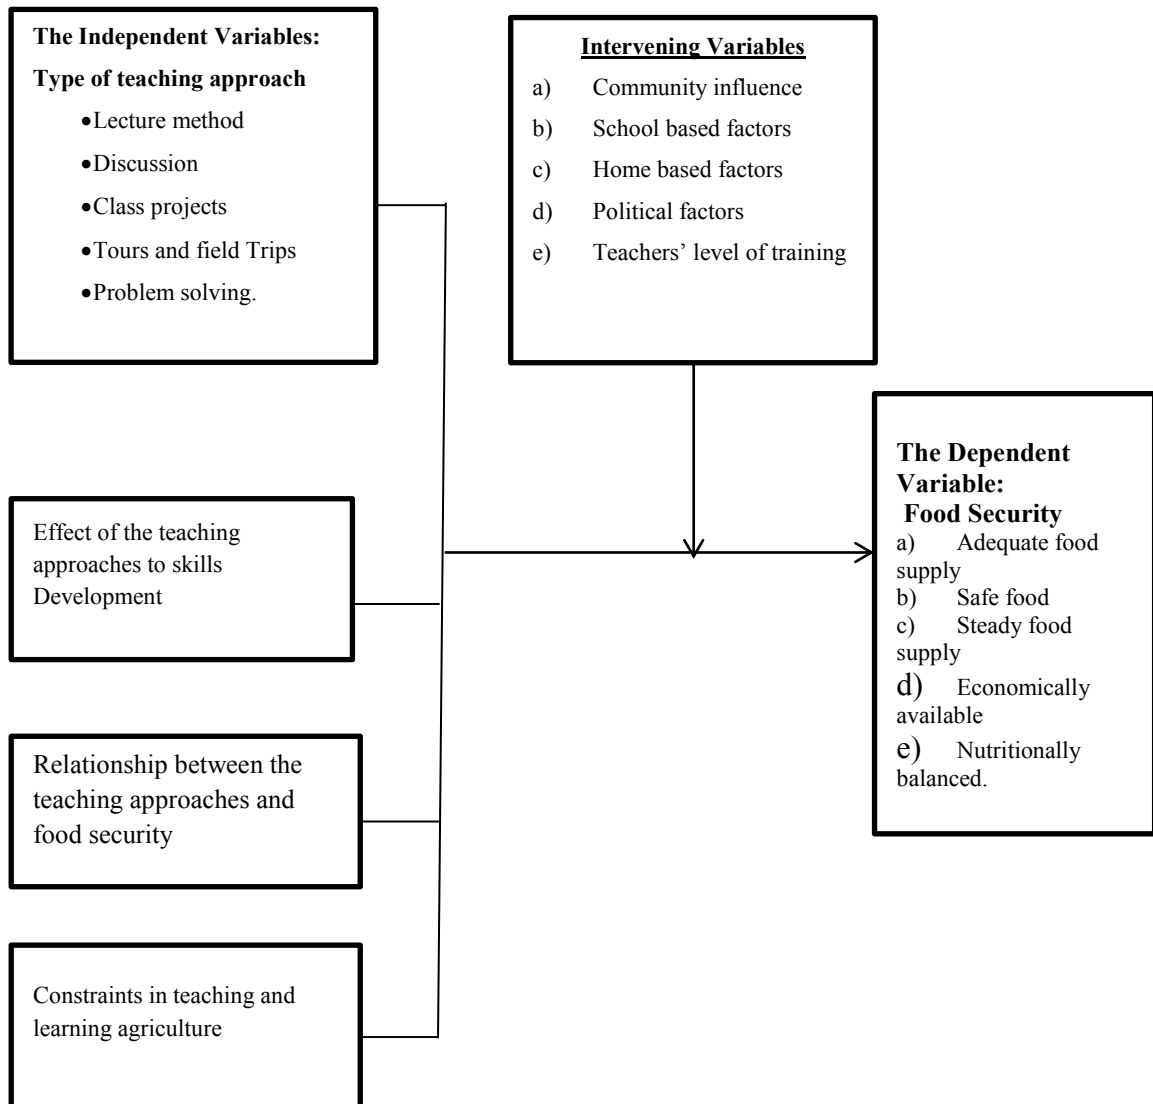 The Independent Variables:
Type of teaching approach
•Lecture method
•Discussion
•Class projects
•Tours and field Trips
•Problem solving.
Intervening Variables
a) Community influence
b) School based factors
c) Home based factors
d) Political factors
e) Teachers’ level of training
Effect of the teaching
approaches to skills
Development
Relationship between the
teaching approaches and
food security
Constraints in teaching and
learning agriculture
The Dependent
Variable:
Food Security
a) Adequate food
supply
b) Safe food
c) Steady food
supply
d) Economically
available
e) Nutritionally
balanced.